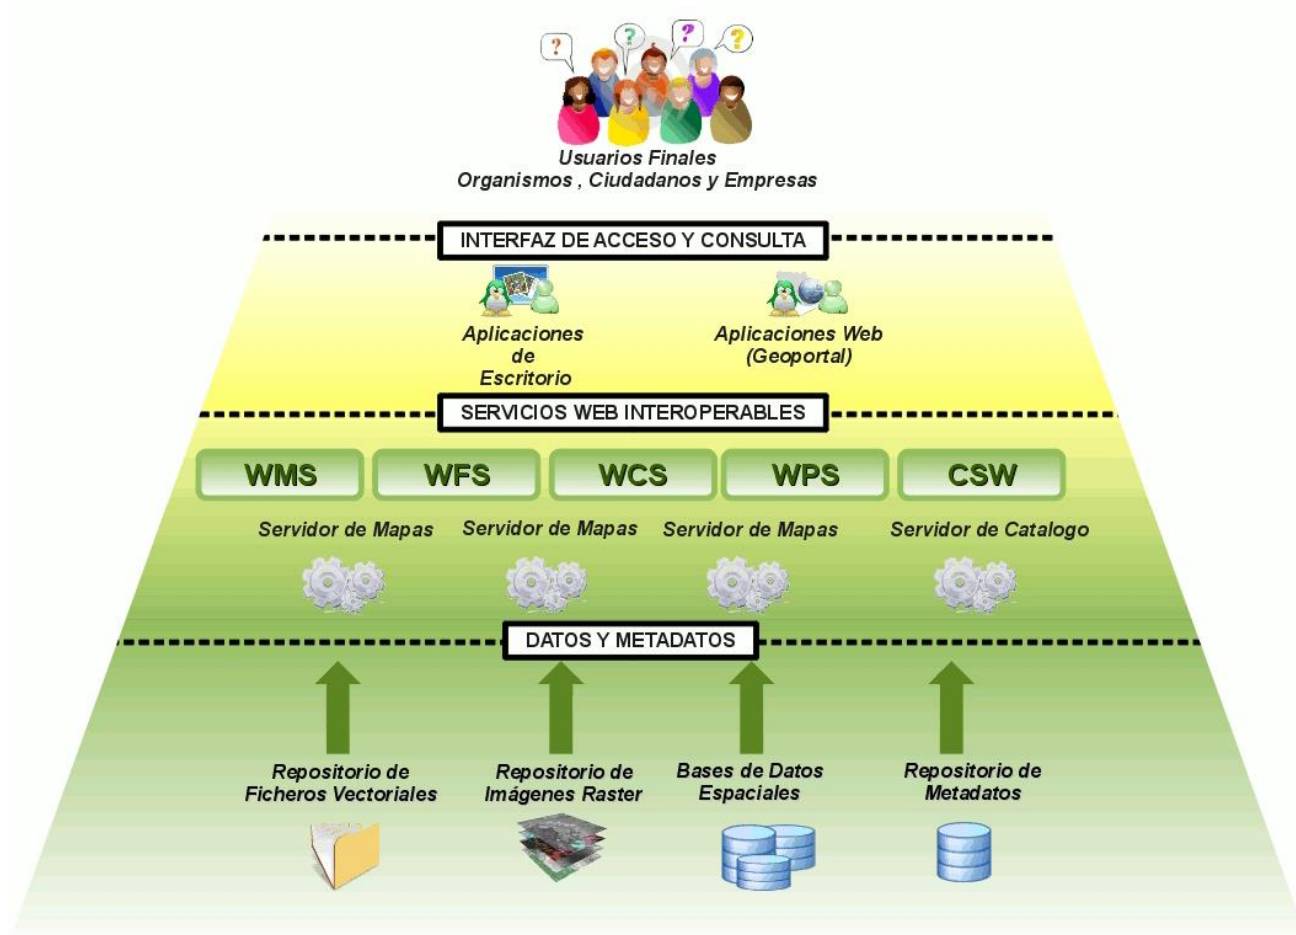 ? ? ? ?
Usuarios Finales
Organismos , Ciudadanos y Empresas
INTERFAZ DE ACCESO Y CONSULTA
Aplicaciones
de
Escritorio
Aplicaciones Web
(Geoportal)
SERVICIOS WEB INTEROPERABLES
WMS WFS WCS WPS CSW
Servidor de Mapas Servidor de Mapas Servidor de Mapas Servidor de Catalogo
DATOS Y METADATOS
Repositorio de
Ficheros Vectoriales
Repositorio de
Imágenes Raster
Bases de Datos
Espaciales
Repositorio de
Metadatos